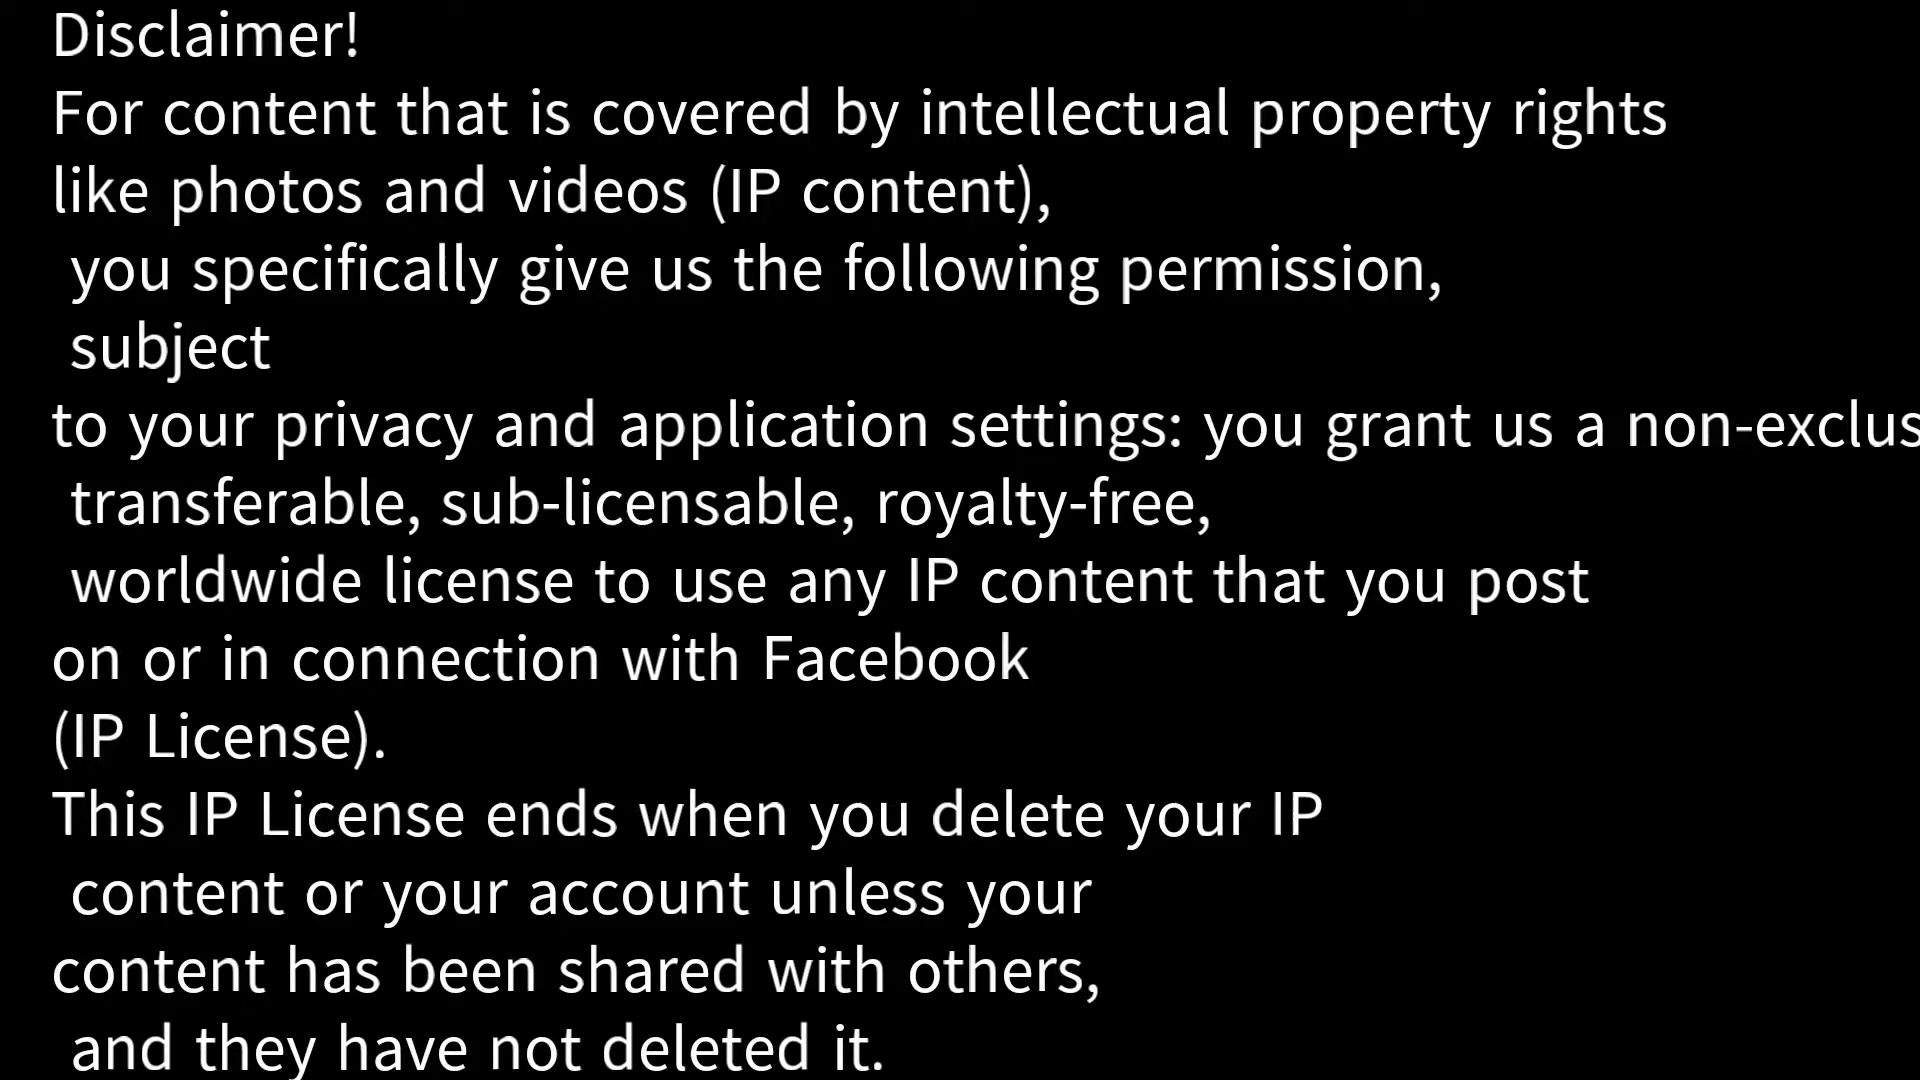 Disclaimer!
For content that is covered by intellectual property rights
like photos and videos (IP content),
you specifically give us the following permission,
subject
to your privacy and application settings: you grant us a non-exclus
transferable, sub-licensable, royalty-free,
worldwide license to use any IP content that you post
on or in connection with Facebook
(IP License).
This IP License ends when you delete your IP
content or your account unless your
content has been shared with others,
and they have not deleted it.